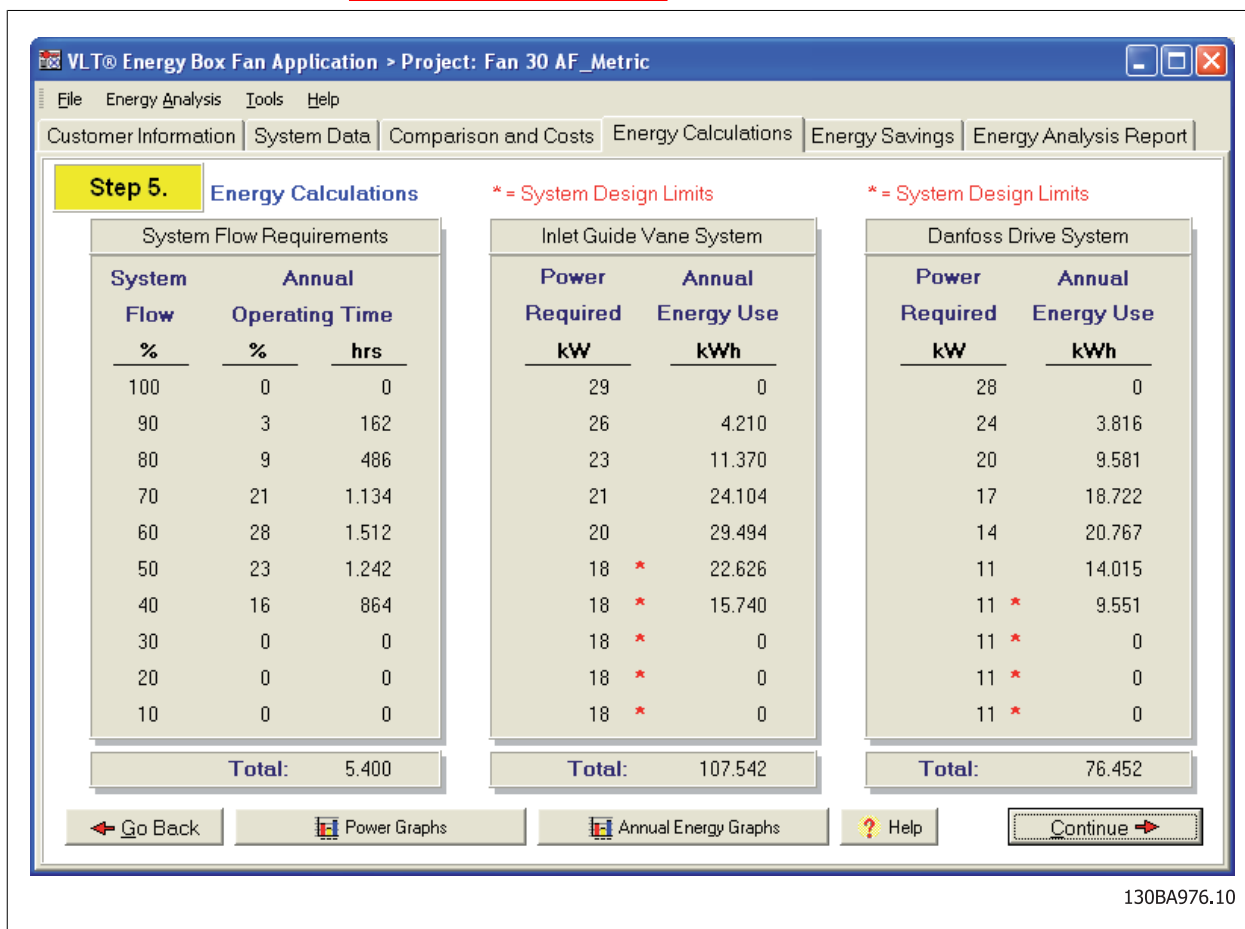 VLT® Energy Box Fan Application > Project: Fan 30 AF_Metric
File Energy Analysis Tools Help
Customer Information System Data Comparison and Costs Energy Calculations Energy Savings Energy Analysis Report
Step 5. Energy Calculations * = System Design Limits * = System Design Limits
System Flow Requirements Inlet Guide Vane System Danfoss Drive System
System Annual Power Annual Power Annual
Flow Operating Time Required Energy Use Required Energy Use
% % hrs kW kWh kW kWh
100 0 0 29 0 28 0
90 3 162 26 4.210 24 3.816
80 9 486 23 11.370 20 9.581
70 21 1.134 21 24.104 17 18.722
60 28 1.512 20 29.494 14 20.767
50 23 1.242 18 * 22.626 11 14.015
40 16 864 18 * 15.740 11 * 9.551
30 0 0 18 * 0 11 * 0
20 0 0 18 * 0 11 * 0
10 0 0 18 * 0 11 * 0
Total: 5.400 Total: 107.542 Total: 76.452
Go Back Power Graphs Annual Energy Graphs ? Help Continue
130BA976.10